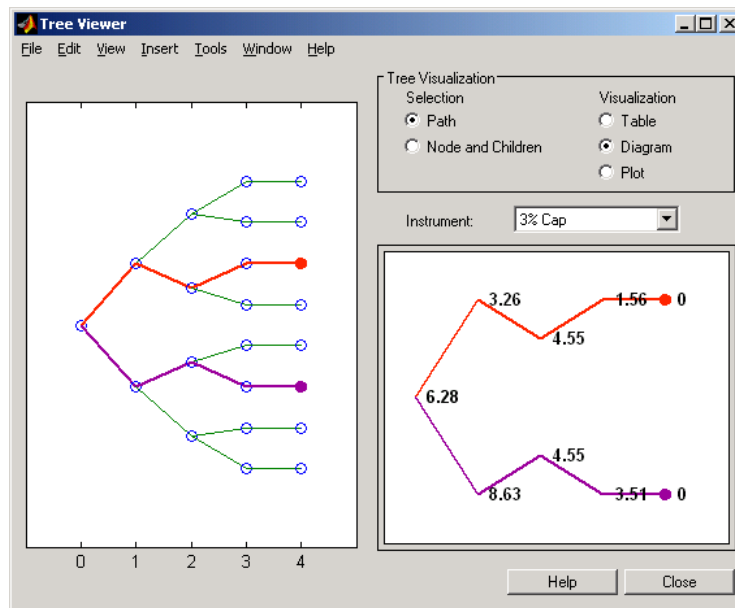 Tree Viewer
File Edit View Insert Tools Window Help
Tree Visualization
Selection
Visualization
Path
Table
Node and Children
Diagram
Plot
Instrument:
3% Cap
3.26
1.56
0
4.55
6.28
4.55
8.63
3.51
0
0 1 2 3 4
Help
Close